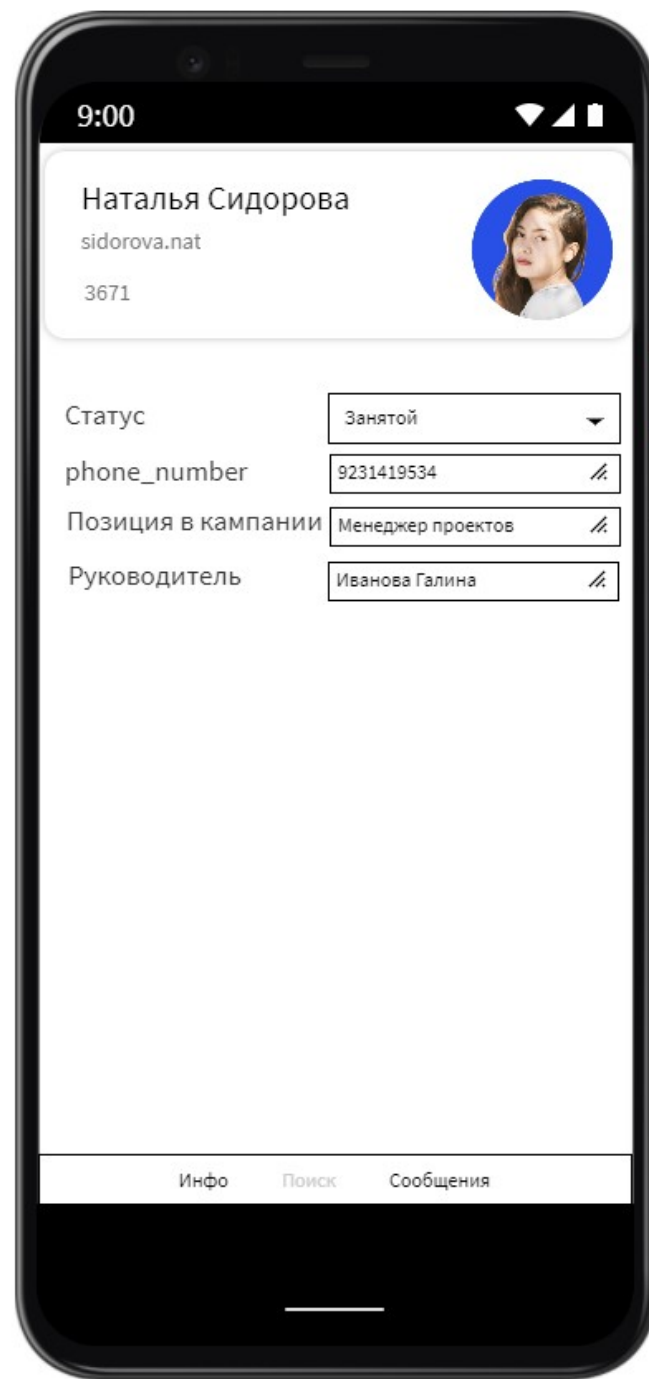 9:00
Наталья Сидорова
sidorova.nat
3671
Статус Занятой
phone_number 9231419534
Позиция в кампании Менеджер проектов
Руководитель Иванова Галина
Инфо Поиск Сообщения